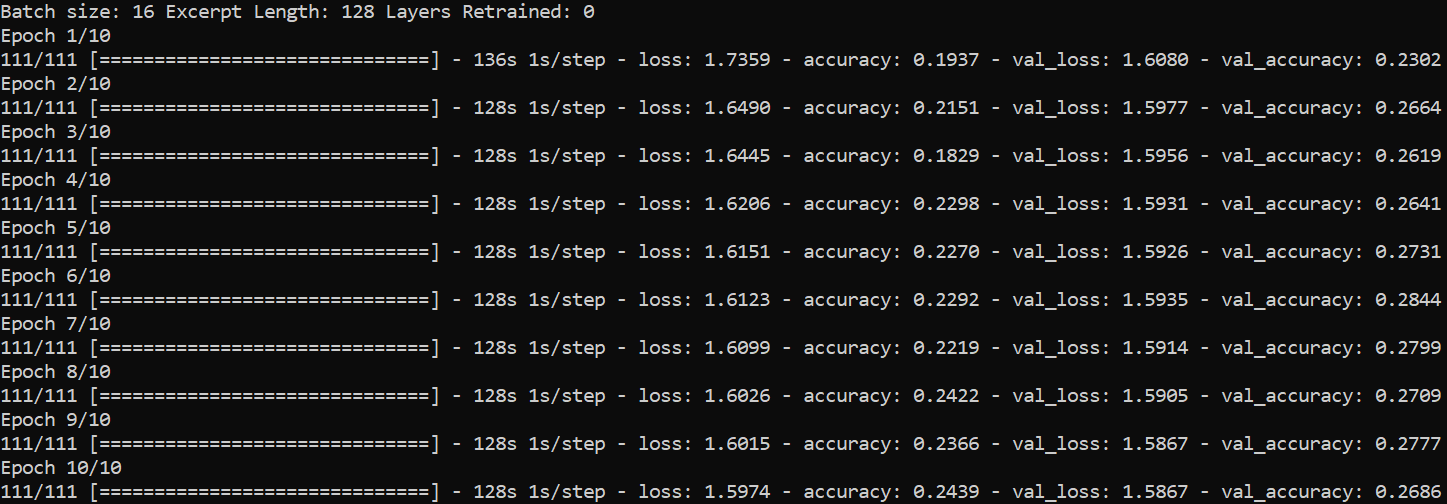 Batch size: 16 Excerpt Length: 128 Layers Retrained: 0
Epoch 1/10
111/111 [==============================] - 136s 1s/step - loss: 1.7359 - accuracy: 0.1937 - val_loss: 1.6080 - val_accuracy: 0.2302
Epoch 2/10
111/111 [==============================] - 128s 1s/step - loss: 1.6490 - accuracy: 0.2151 - val_loss: 1.5977 - val_accuracy: 0.2664
Epoch 3/10
111/111 [==============================] - 128s 1s/step - loss: 1.6445 - accuracy: 0.1829 - val_loss: 1.5956 - val_accuracy: 0.2619
Epoch 4/10
111/111 [==============================] - 128s 1s/step - loss: 1.6206 - accuracy: 0.2298 - val_loss: 1.5931 - val_accuracy: 0.2641
Epoch 5/10
111/111 [==============================] - 128s 1s/step - loss: 1.6151 - accuracy: 0.2270 - val_loss: 1.5926 - val_accuracy: 0.2731
Epoch 6/10
111/111 [==============================] - 128s 1s/step - loss: 1.6123 - accuracy: 0.2292 - val_loss: 1.5935 - val_accuracy: 0.2844
Epoch 7/10
111/111 [==============================] - 128s 1s/step - loss: 1.6099 - accuracy: 0.2219 - val_loss: 1.5914 - val_accuracy: 0.2799
Epoch 8/10
111/111 [==============================] - 128s 1s/step - loss: 1.6026 - accuracy: 0.2422 - val_loss: 1.5905 - val_accuracy: 0.2709
Epoch 9/10
111/111 [==============================] - 128s 1s/step - loss: 1.6015 - accuracy: 0.2366 - val_loss: 1.5867 - val_accuracy: 0.2777
Epoch 10/10
111/111 [==============================] - 128s 1s/step - loss: 1.5974 - accuracy: 0.2439 - val_loss: 1.5867 - val_accuracy: 0.2686